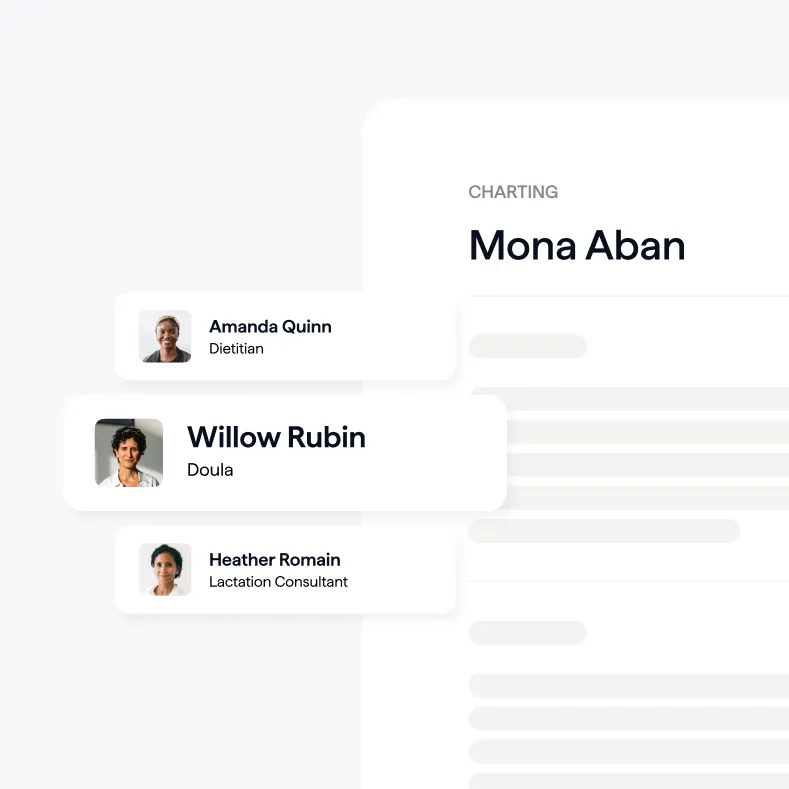 CHARTING
Mona Aban
Amanda Quinn
Dietitian
Willow Rubin
Doula
Heather Romain
Lactation Consultant